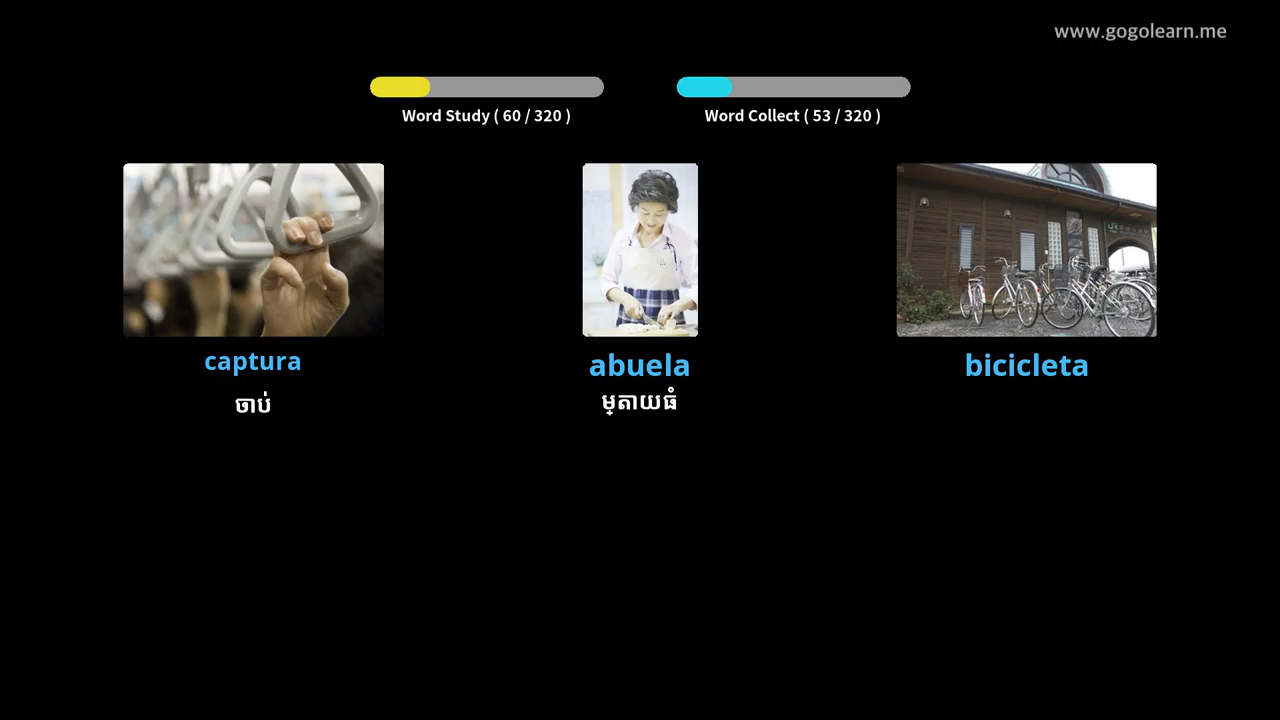 www.gogolearn.me
Word Study ( 60 / 320 )
Word Collect ( 53 / 320 )
captura
abuela
bicicleta
ចាប់
ម្តាយធំ
JR